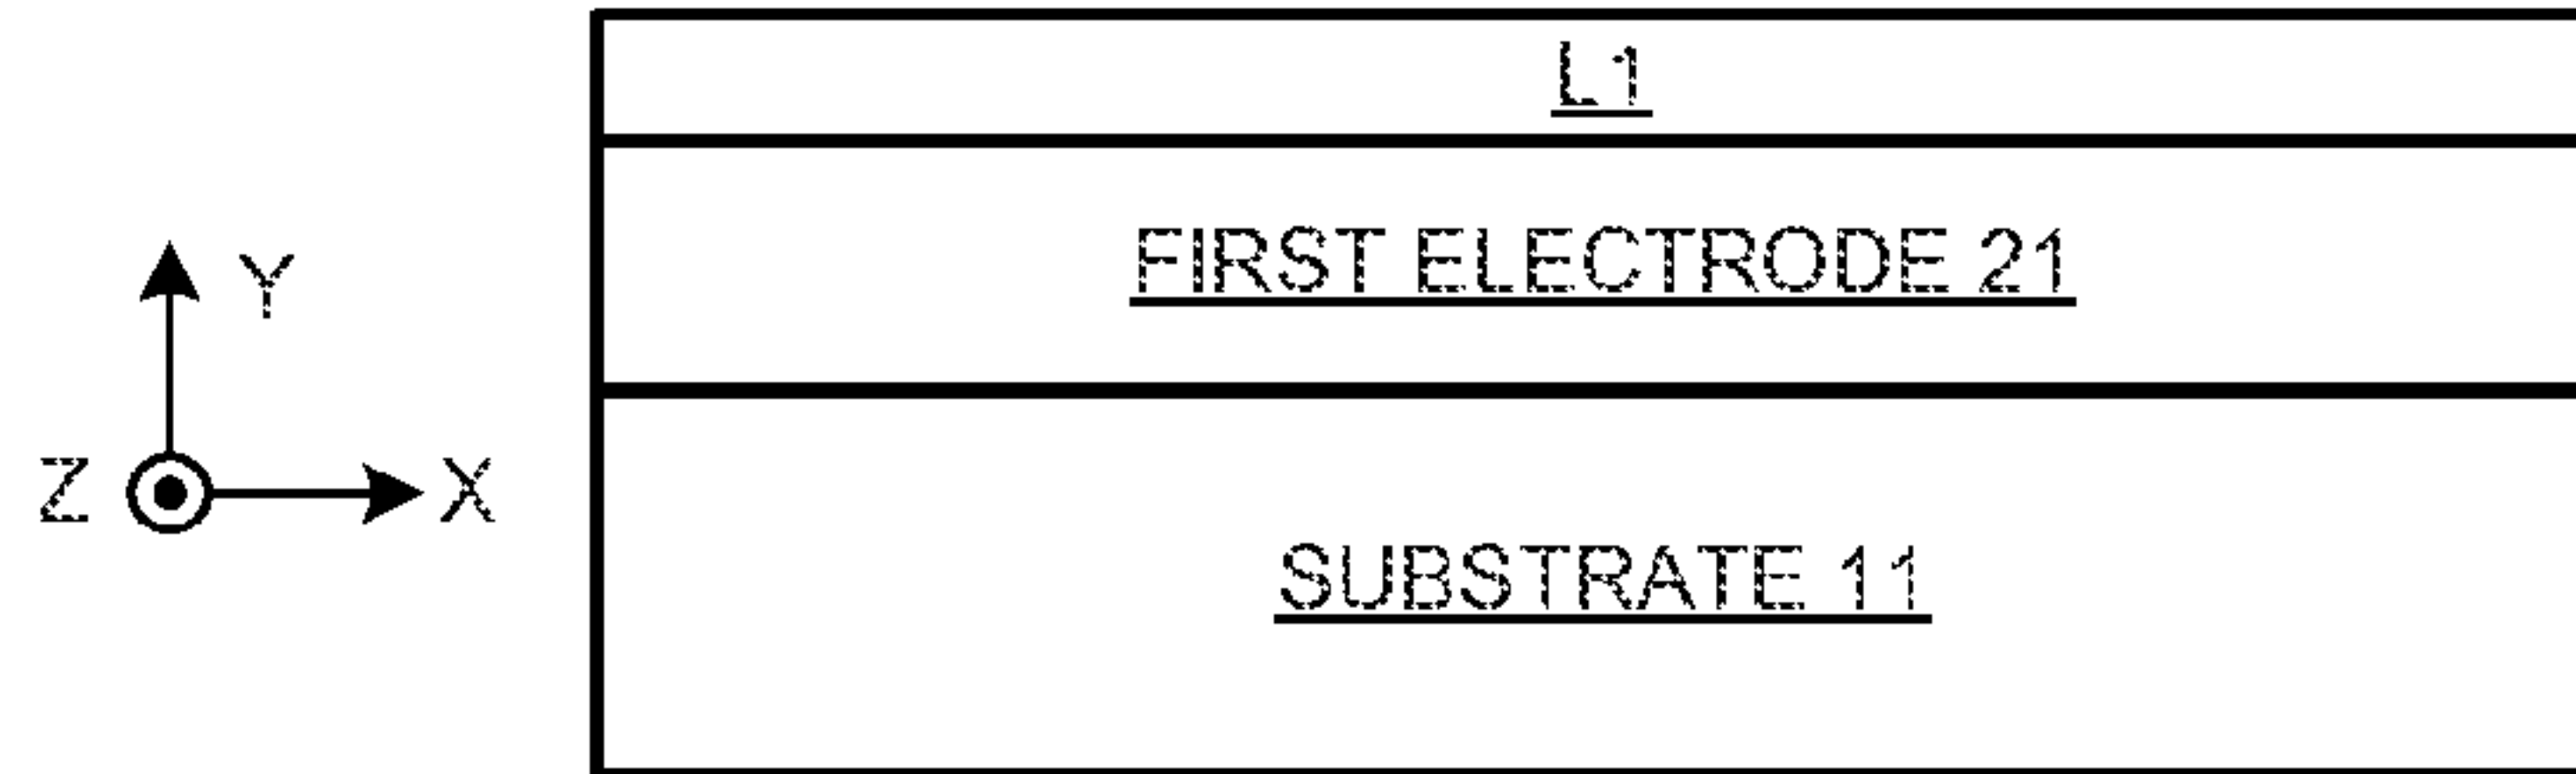 L1
FIRST ELECTRODE 21
Y
Z
X
SUBSTRATE 11